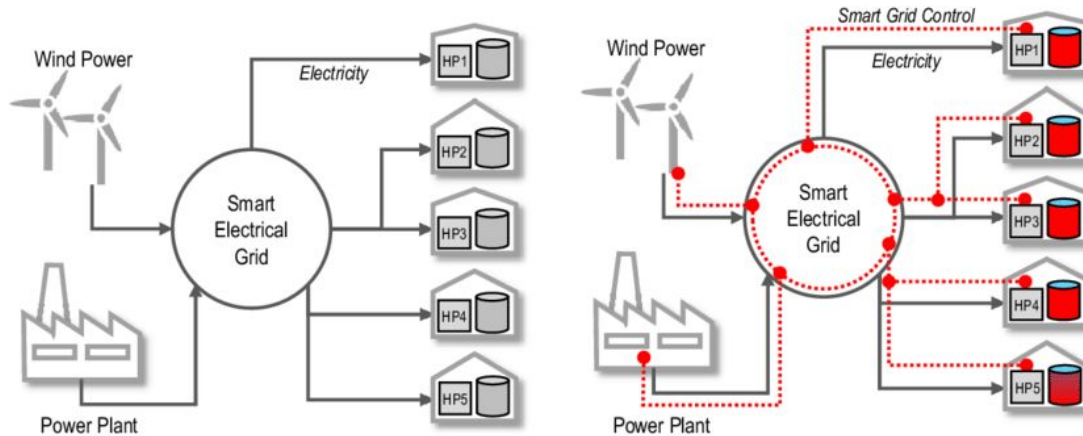 Wind Power
Electricity
HP1
HP2
Smart
Electrical
Grid
HP3
HP4
HP5
Power Plant
Smart Grid Control
Wind Power
Electricity
HP1
HP2
Smart
Electrical
Grid
HP3
HP4
HP5
Power Plant